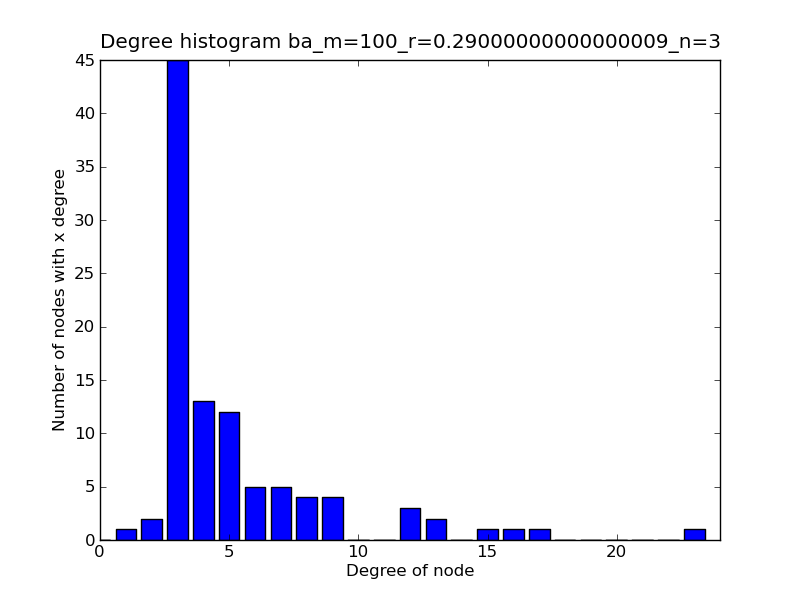 Degree histogram ba_m=100_r=0.29000000000000009_n=3
45
40
35
30
25
20
15
10
5
0
Number of nodes with x degree
0 5 10 15 20
Degree of node